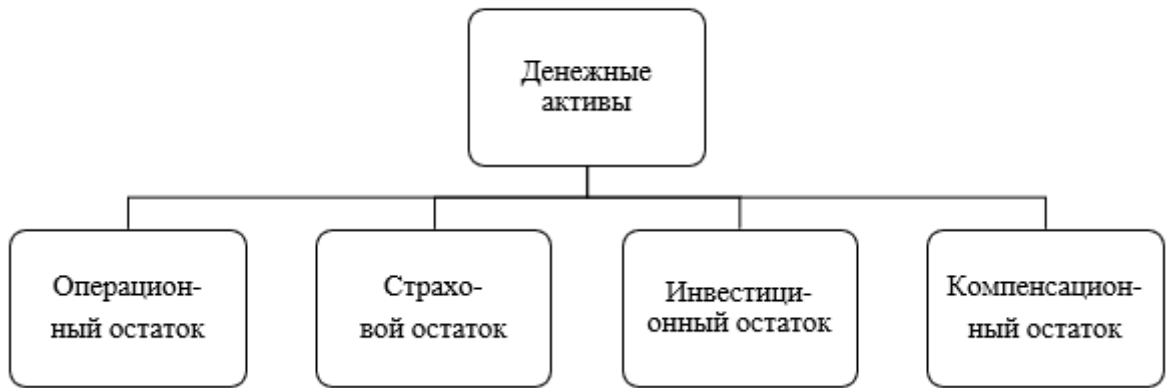 Денежные
активы
Операцион-
ный остаток
Страхо-
вой остаток
Инвестици-
онный остаток
Компенсацион-
ный остаток